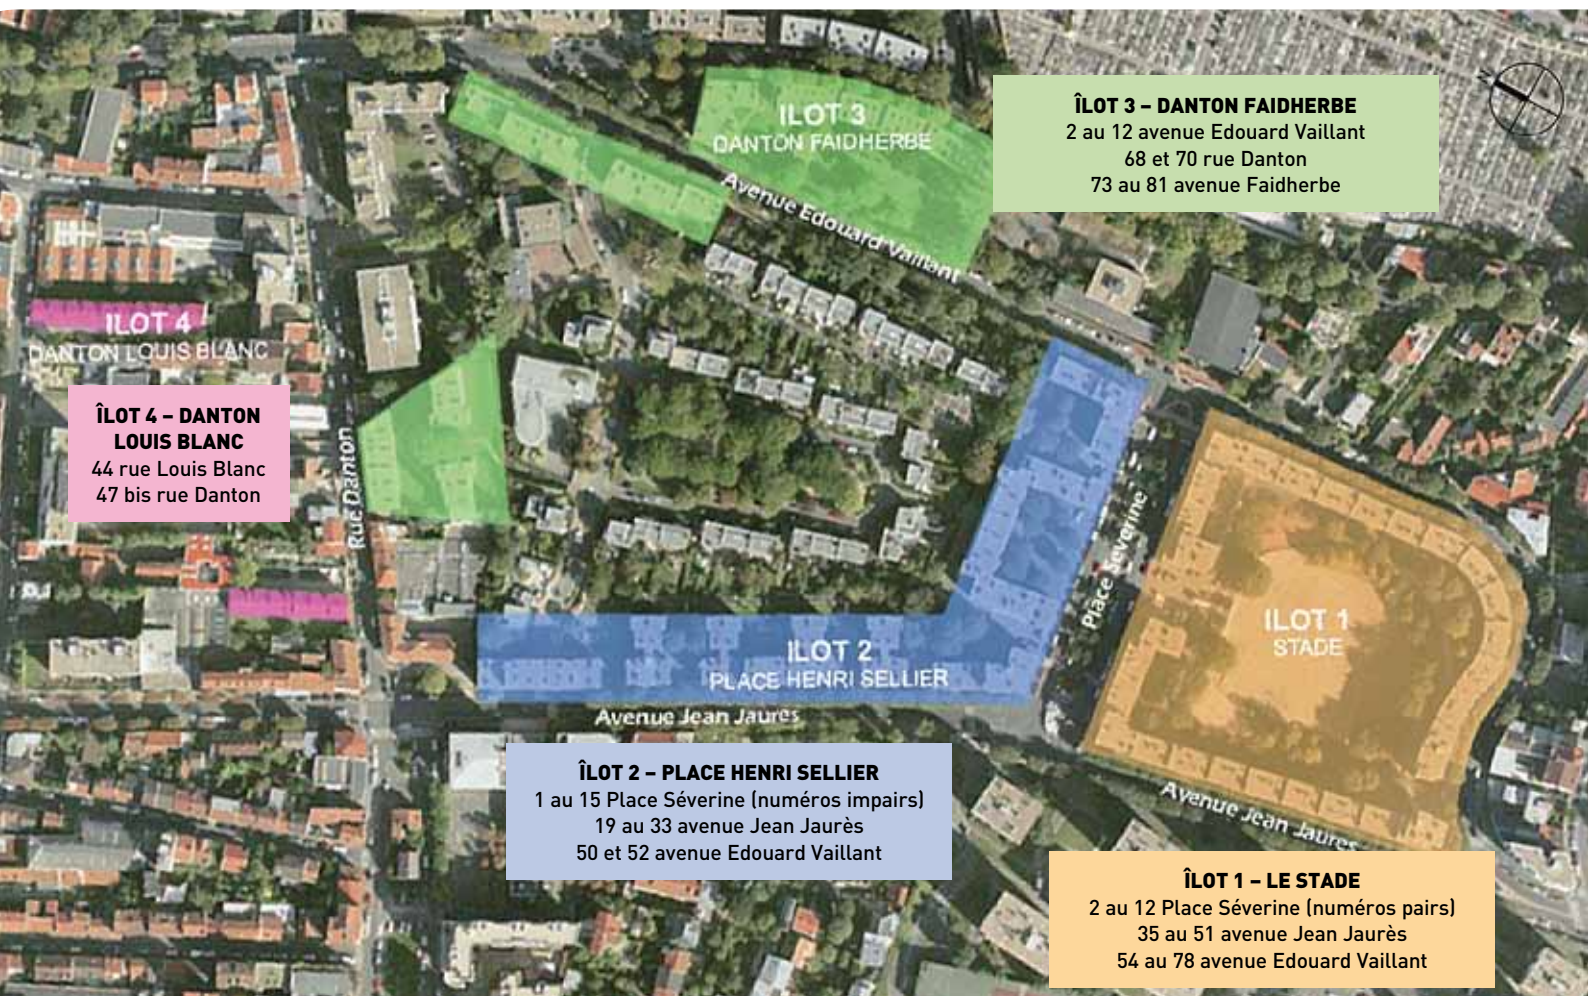 ILOT 3
DANTON FAIDHERBE
Avenue Edouard Vaillant
ÎLOT 3 – DANTON FAIDHERBE
2 au 12 avenue Edouard Vaillant
68 et 70 rue Danton
73 au 81 avenue Faidherbe
N
ILOT 4
DANTON LOUIS BLANC
ÎLOT 4 – DANTON
LOUIS BLANC
44 rue Louis Blanc
47 bis rue Danton
Rue Danton
Place Séverine
ILOT 1
STADE
ILOT 2
PLACE HENRI SELLIER
Avenue Jean Jaures
ÎLOT 2 – PLACE HENRI SELLIER
1 au 15 Place Séverine (numéros impairs)
19 au 33 avenue Jean Jaurès
50 et 52 avenue Edouard Vaillant
Avenue Jean Jaures
ÎLOT 1 – LE STADE
2 au 12 Place Séverine (numéros pairs)
35 au 51 avenue Jean Jaurès
54 au 78 avenue Edouard Vaillant